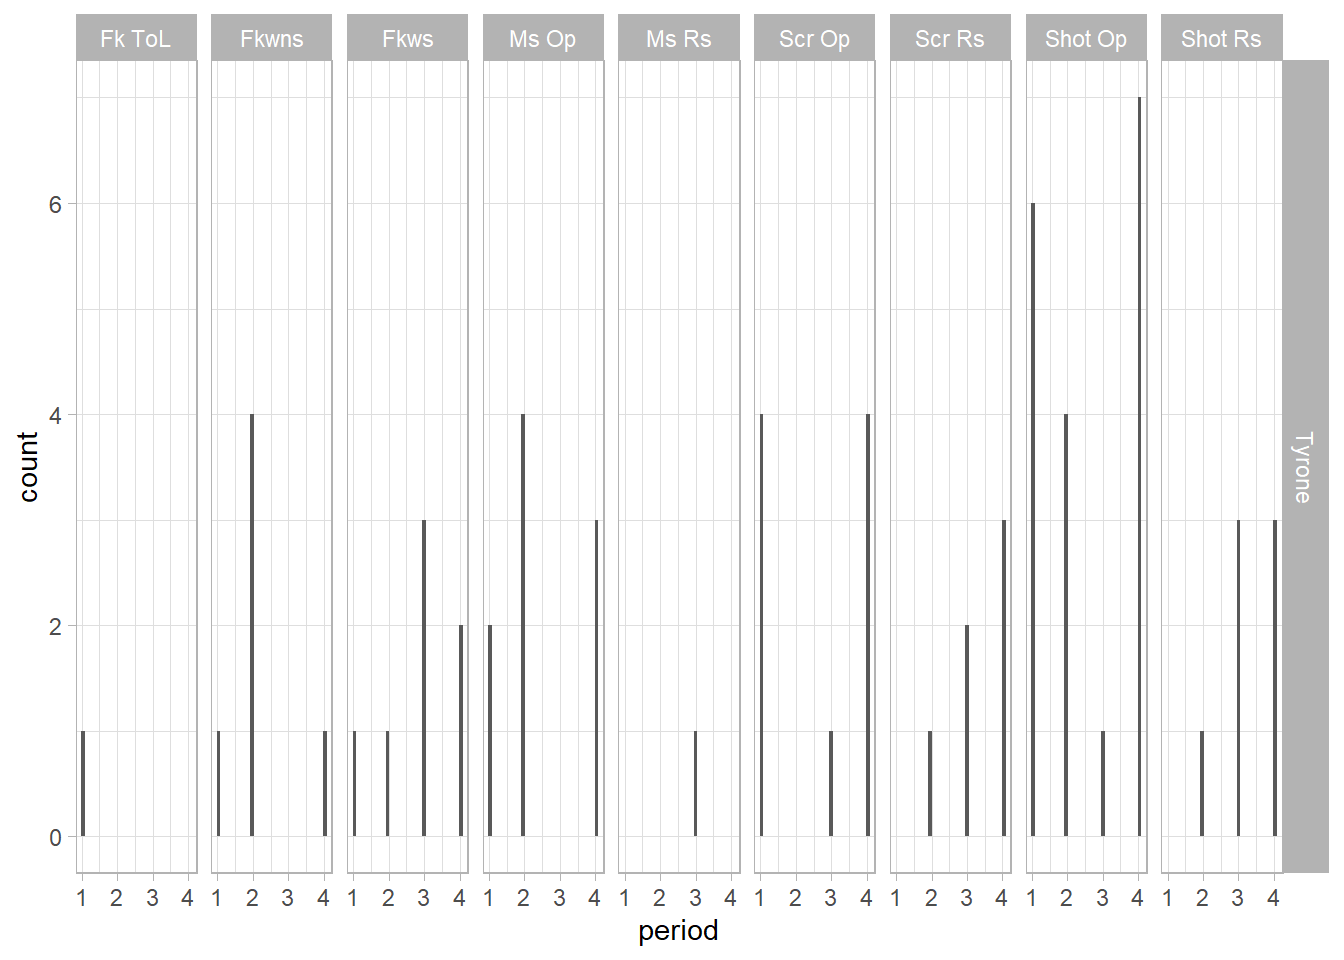 Fk ToL Fkwns Fkws Ms Op Ms Rs Scr Op Scr Rs Shot Op Shot Rs
6
4
2
0
count
Tyrone
1 2 3 4 1 2 3 4 1 2 3 4 1 2 3 4 1 2 3 4 1 2 3 4 1 2 3 4 1 2 3 4 1 2 3 4
period